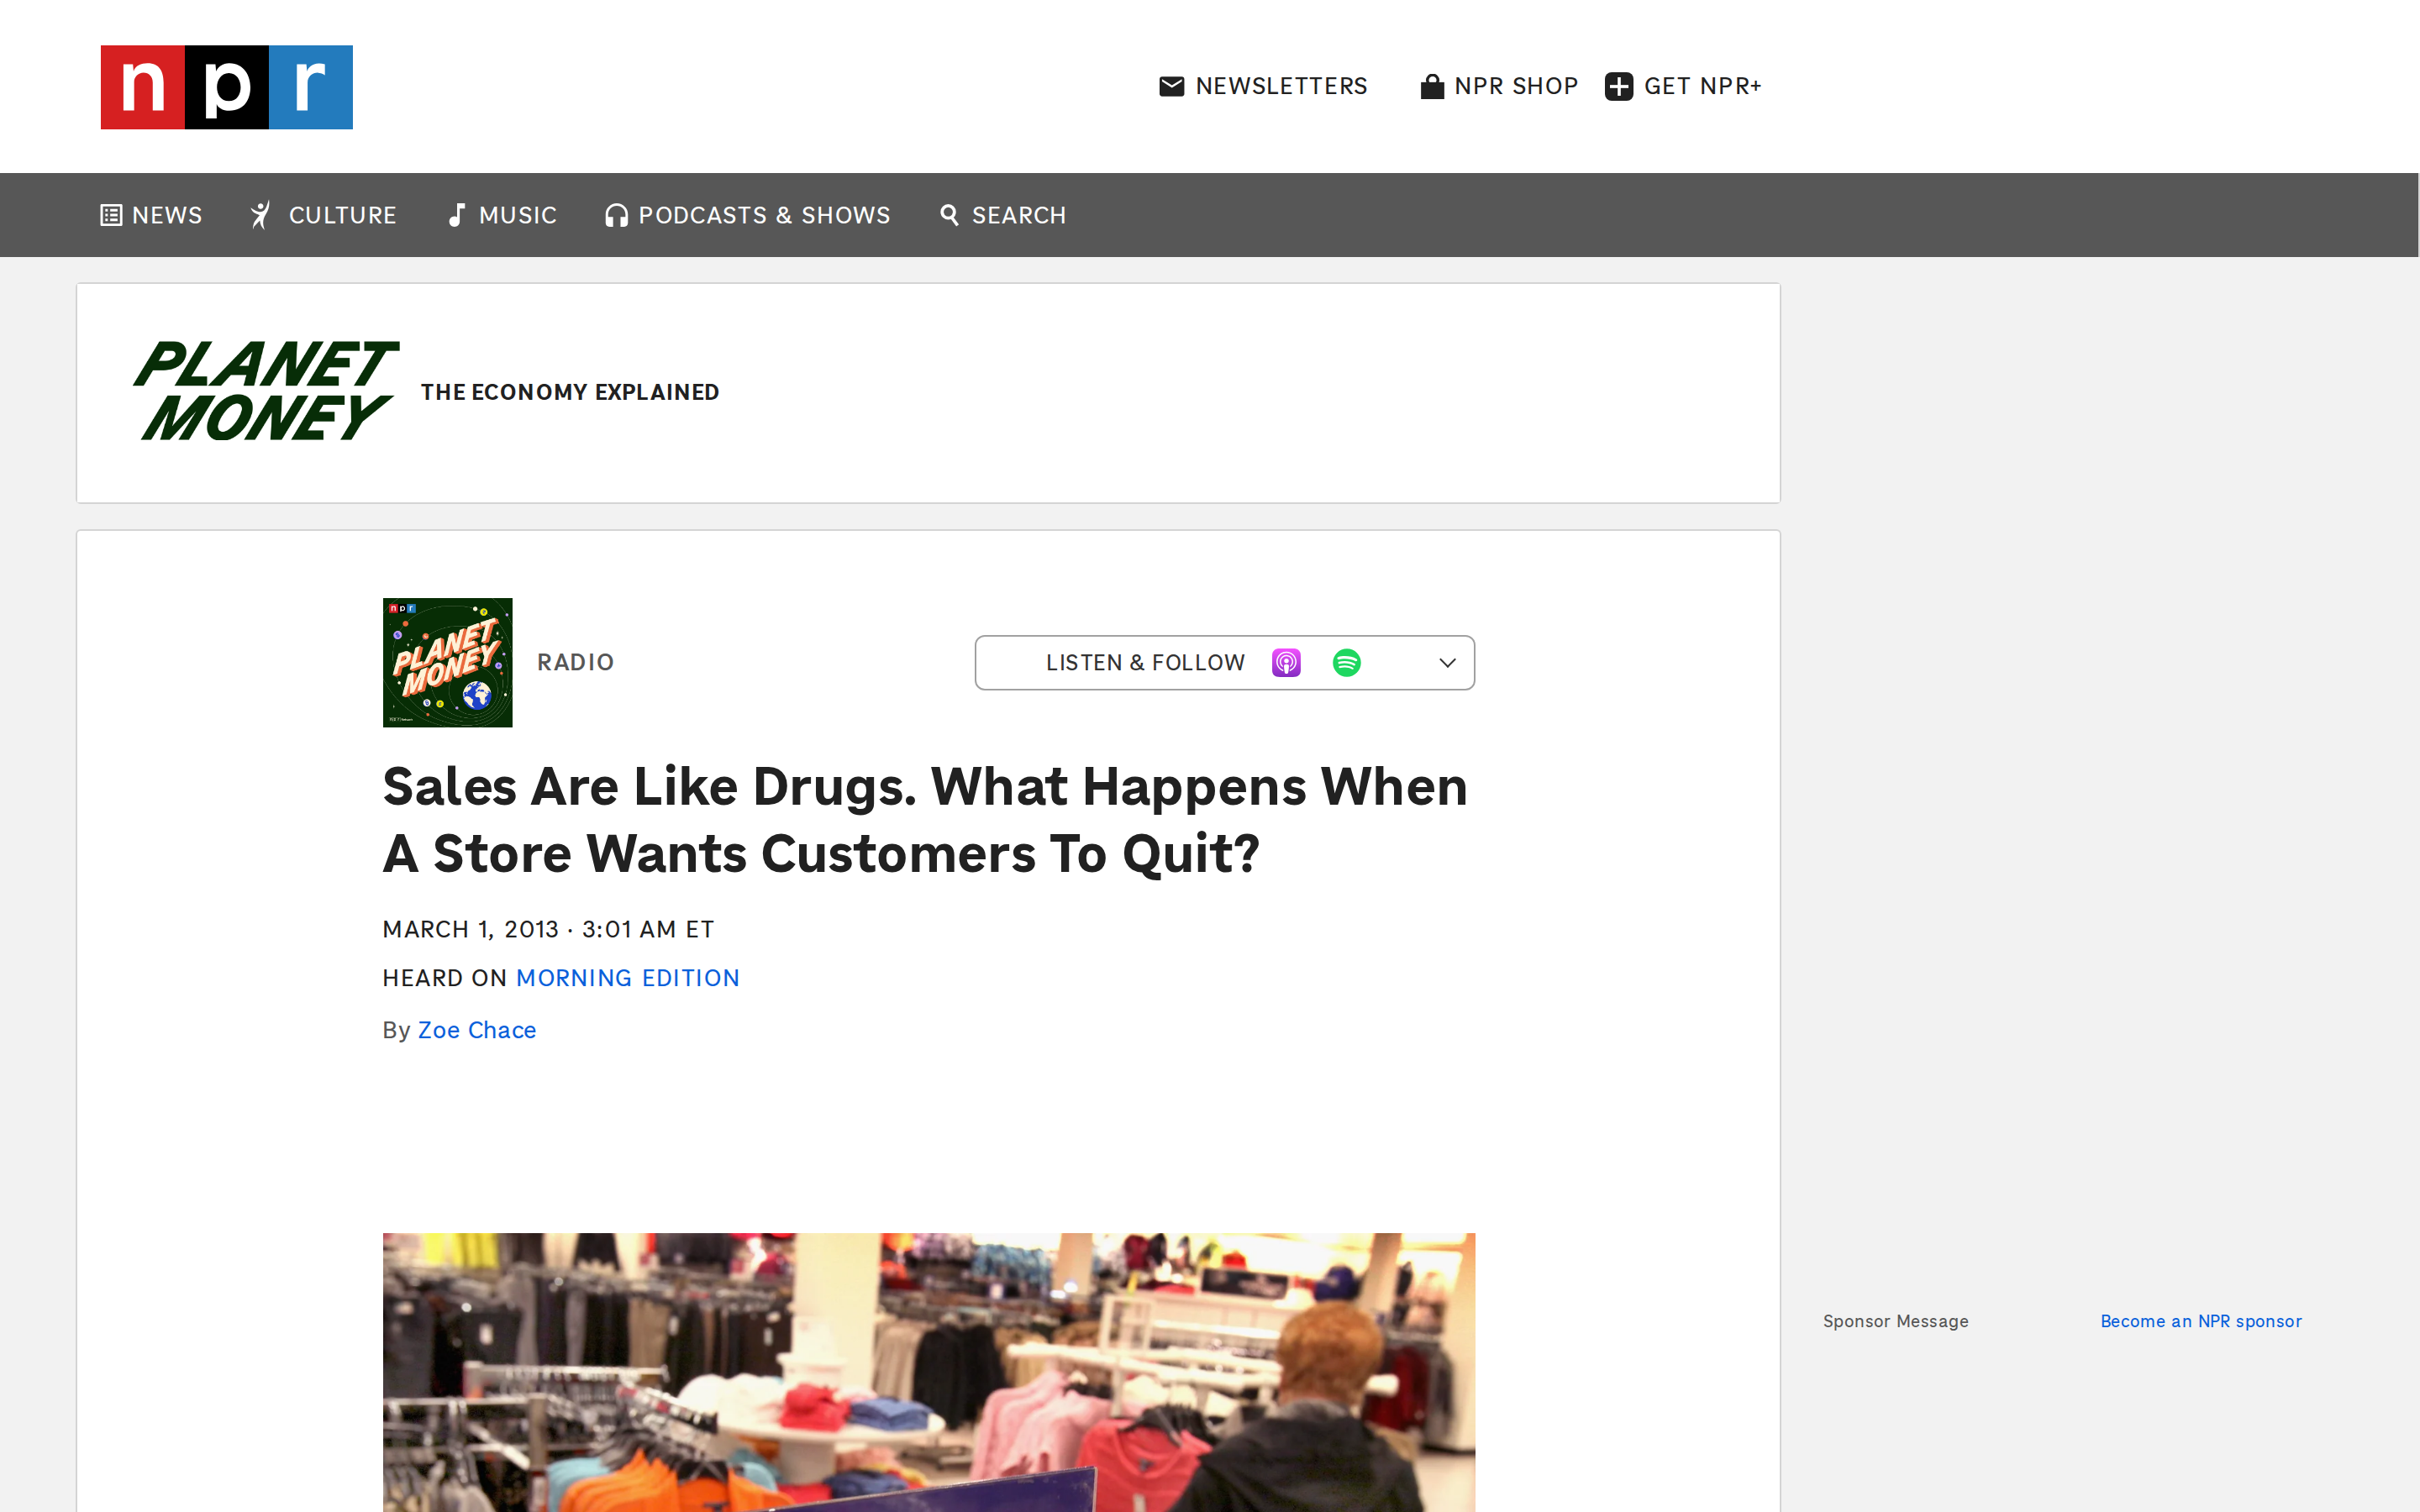 npr
NEWSLETTERS
NPR SHOP
GET NPR+
NEWS
CULTURE
MUSIC
PODCASTS & SHOWS
SEARCH
PLANET
MONEY
THE ECONOMY EXPLAINED
npr
PLANET
MONEY
RADIO
LISTEN & FOLLOW
Sales Are Like Drugs. What Happens When
A Store Wants Customers To Quit?
MARCH 1, 2013 · 3:01 AM ET
HEARD ON MORNING EDITION
By Zoe Chace
Sponsor Message
Become an NPR sponsor